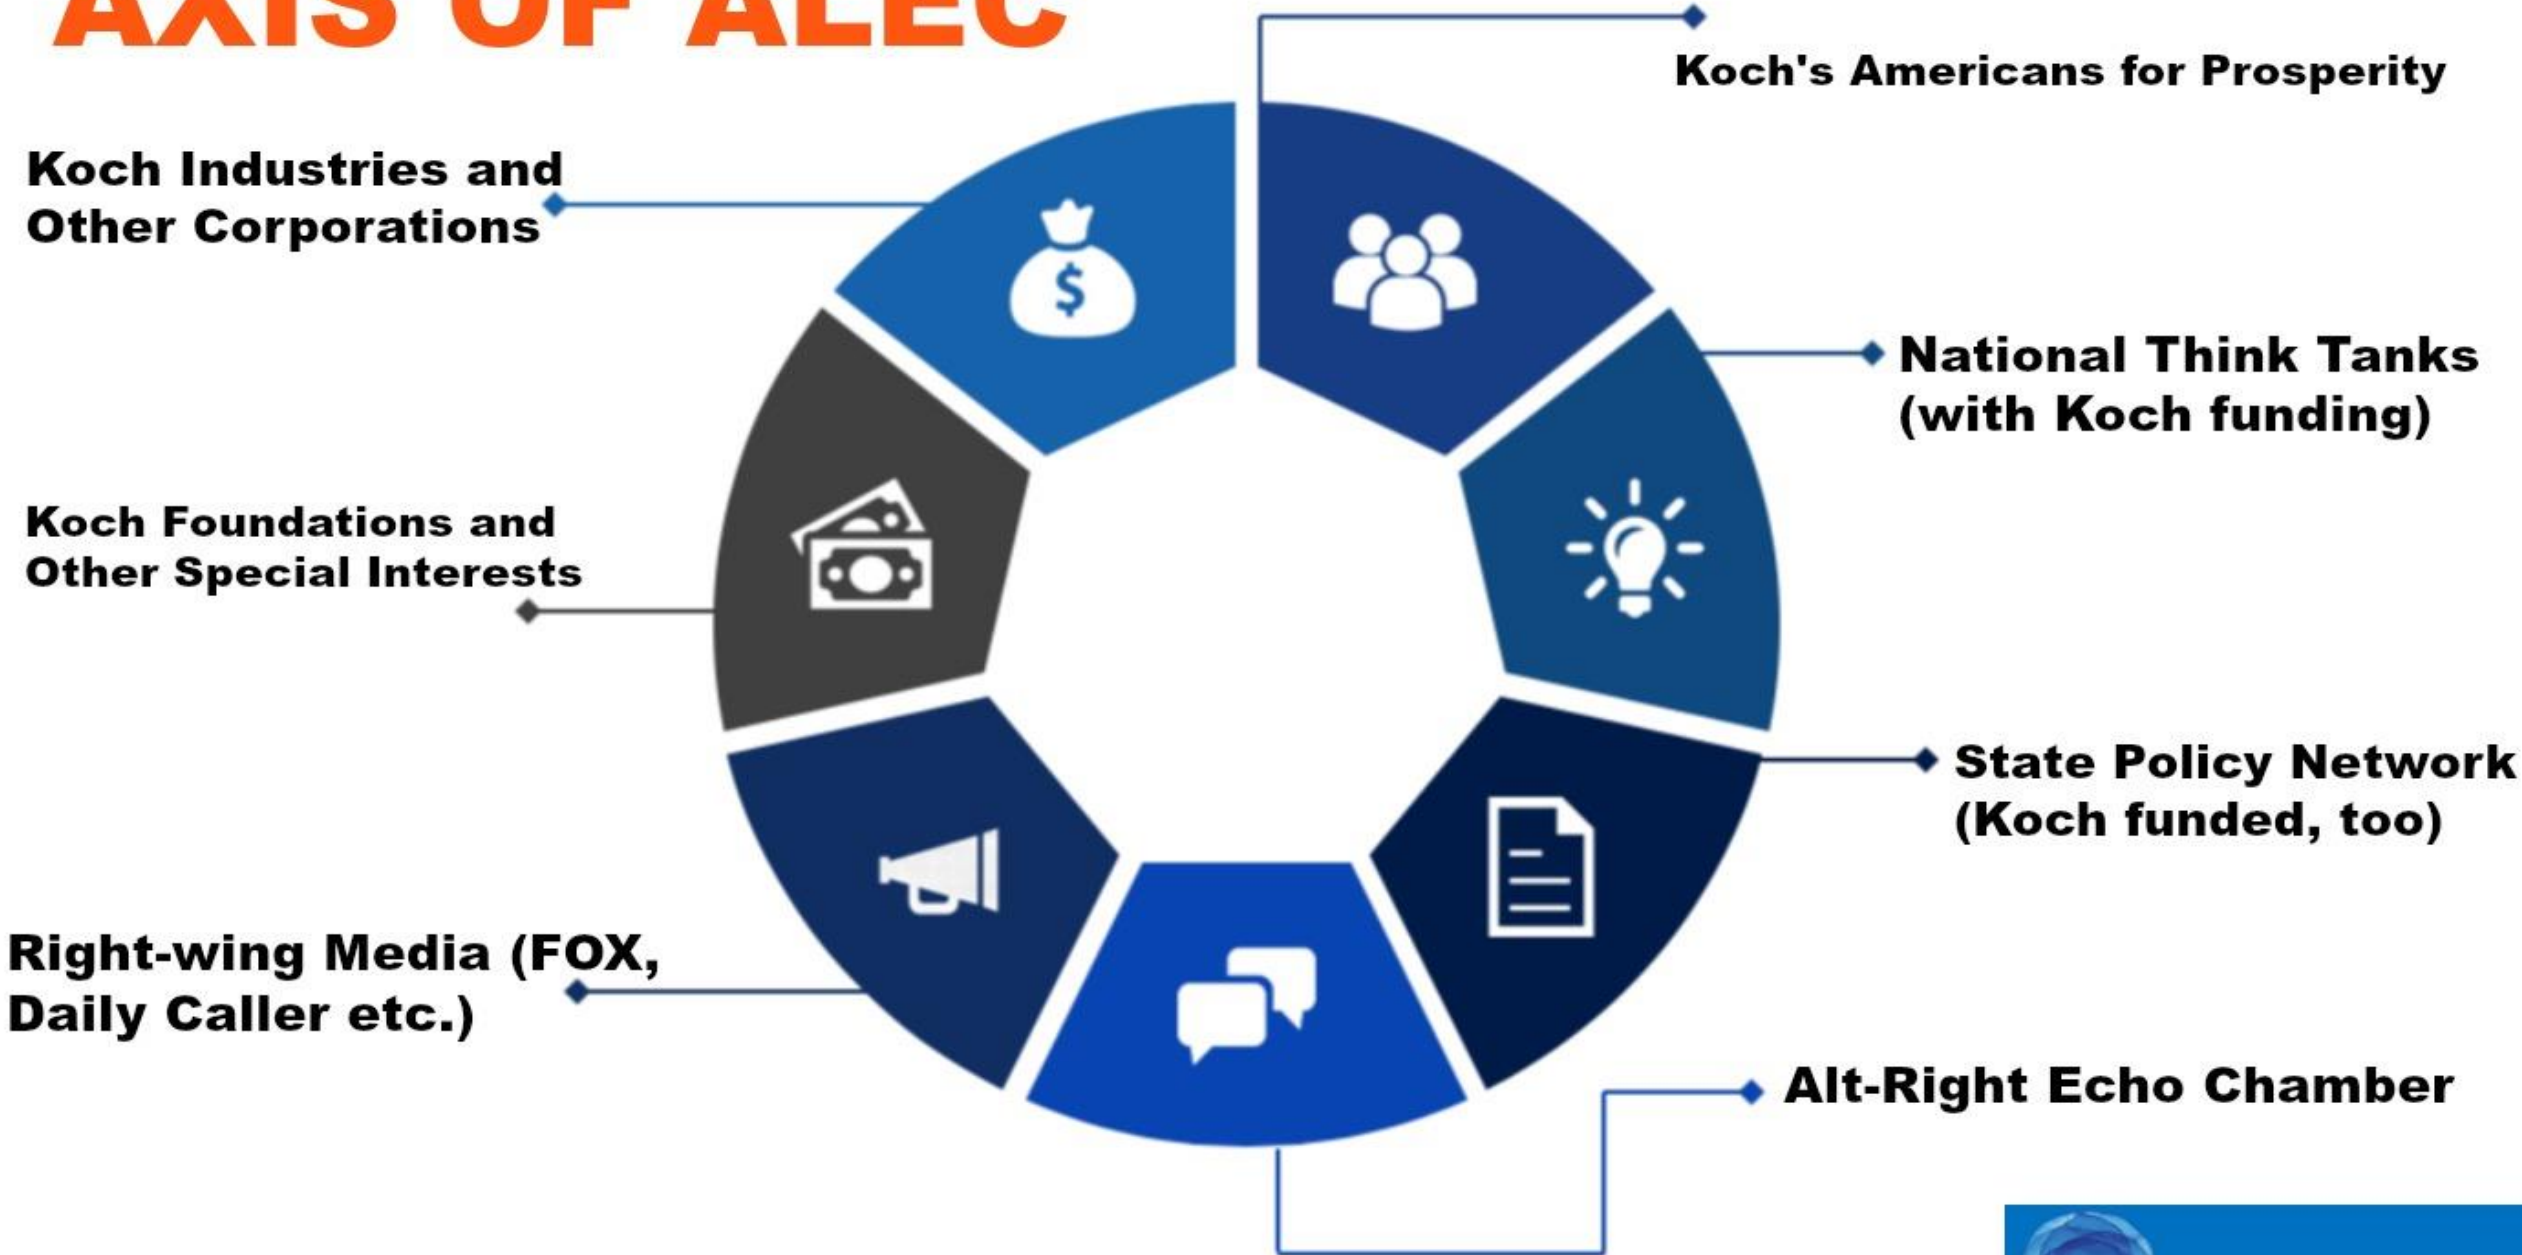 AXIS OF ALEC
Koch's Americans for Prosperity
Koch Industries and
Other Corporations
$
National Think Tanks
(with Koch funding)
Koch Foundations and
Other Special Interests
State Policy Network
(Koch funded, too)
Right-wing Media (FOX,
Daily Caller etc.)
Alt-Right Echo Chamber